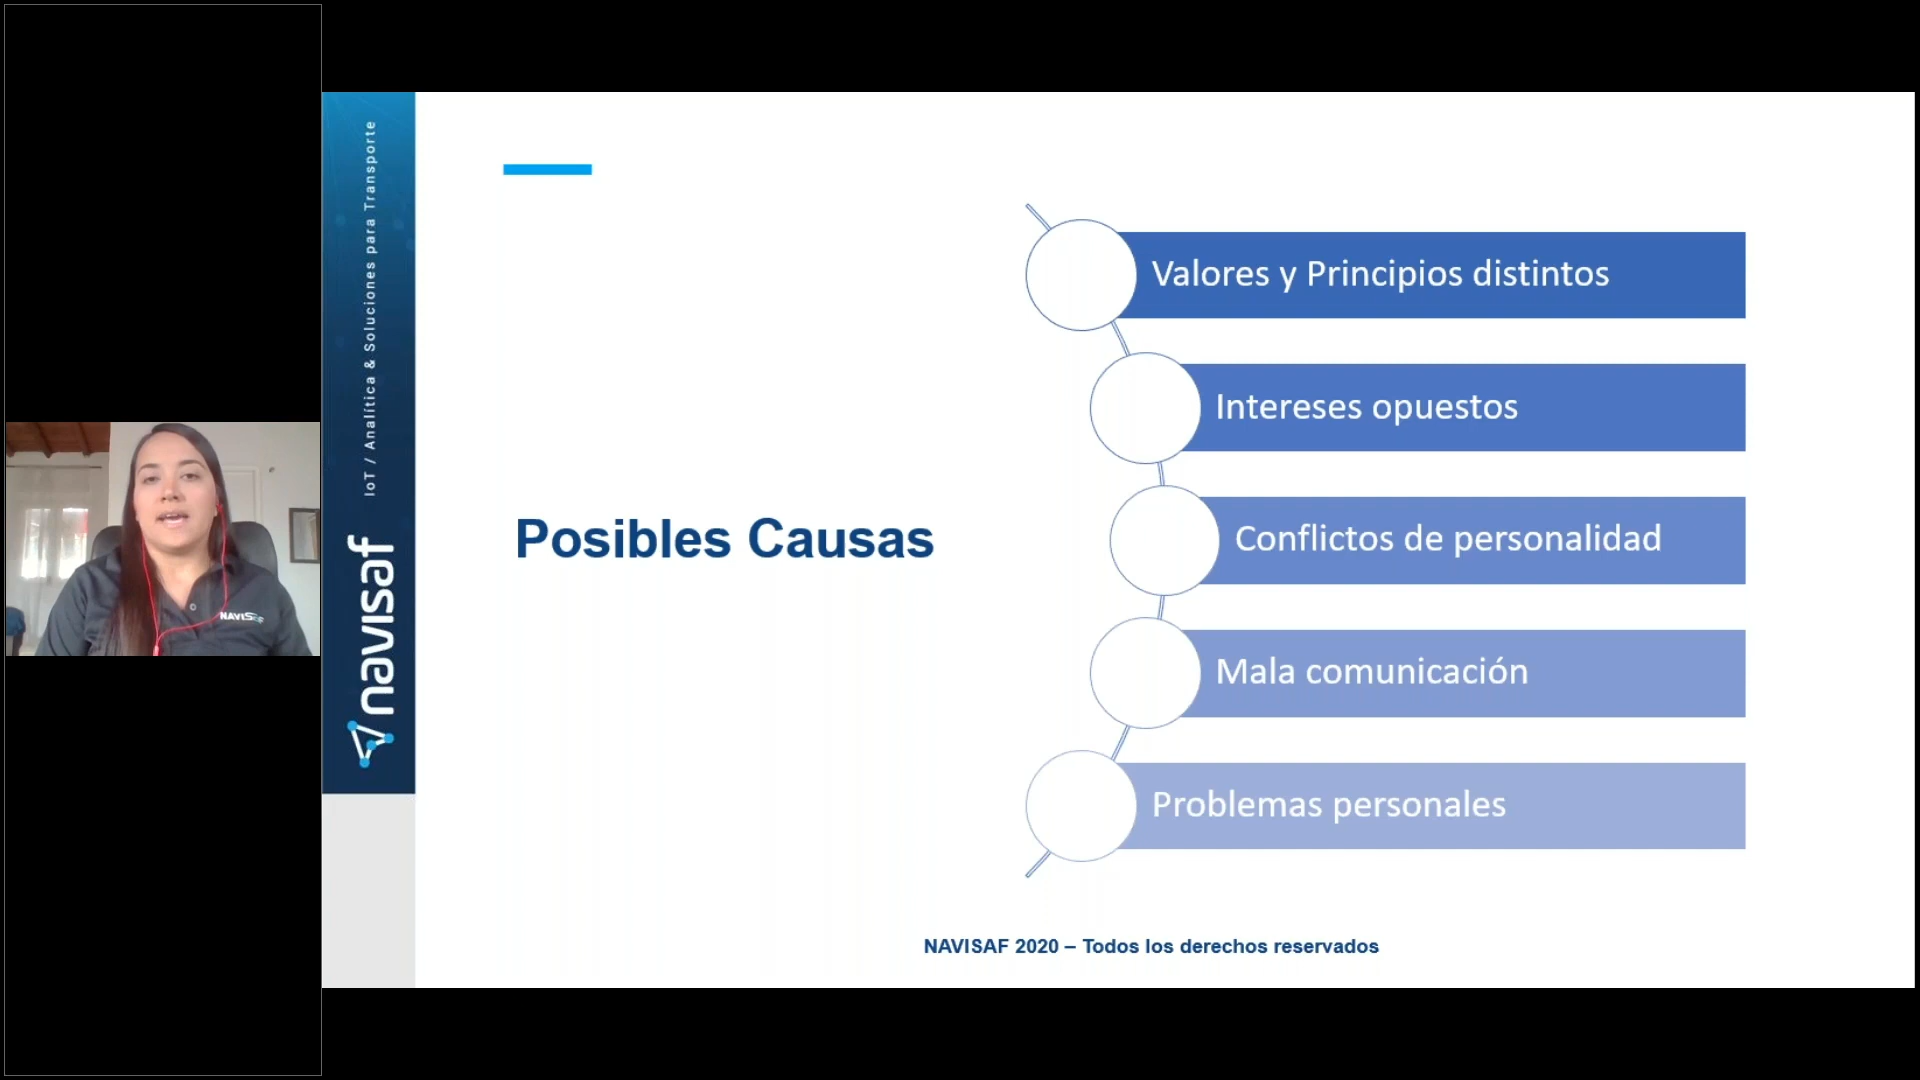 IoT / Analítica & Soluciones para Transporte
navisaf
Posibles Causas
Valores y Principios distintos
Intereses opuestos
Conflictos de personalidad
Mala comunicación
Problemas personales
NAVISAF 2020 – Todos los derechos reservados